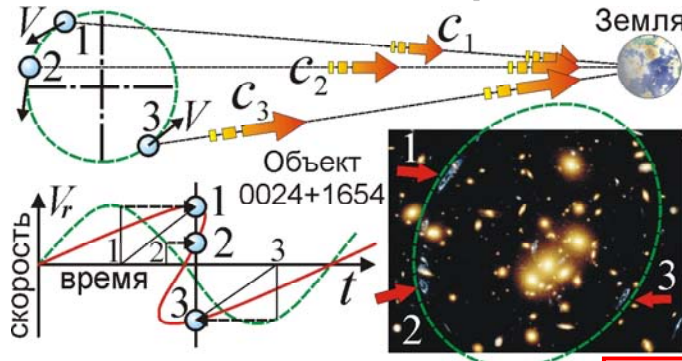 V
1
2
3
V
c₁
c₂
c₃
Земля
Объект
0024+1654
1
2
3
скорость
Vᵣ
время
t
1
2
3
1
2
3